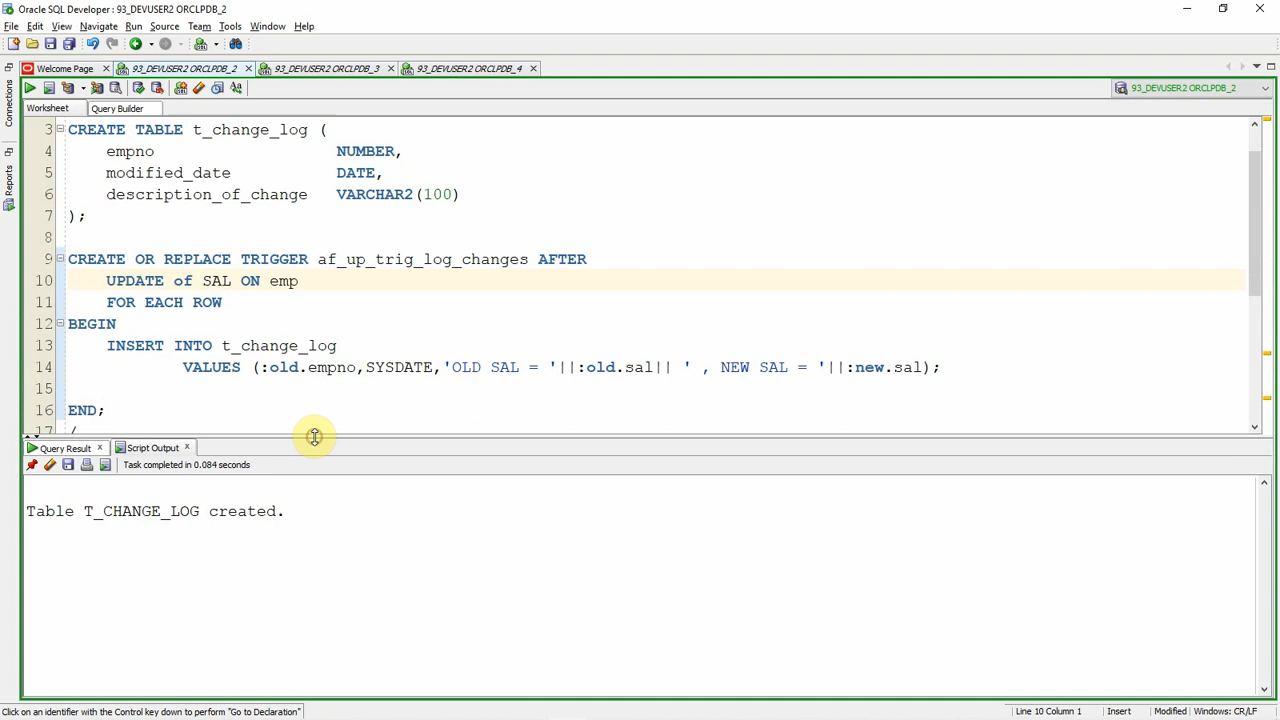 Oracle SQL Developer : 93_DEVUSER2 ORCLPDB_2
File Edit View Navigate Run Source Team Tools Window Help
Welcome Page 93_DEVUSER2 ORCLPDB_2 93_DEVUSER2 ORCLPDB_3 93_DEVUSER2 ORCLPDB_4
93_DEVUSER2 ORCLPDB_2
Worksheet Query Builder
Connections
Reports
3 CREATE TABLE t_change_log (
4 empno NUMBER,
5 modified_date DATE,
6 description_of_change VARCHAR2(100)
7 );
8
9 CREATE OR REPLACE TRIGGER af_up_trig_log_changes AFTER
10 UPDATE of SAL ON emp
11 FOR EACH ROW
12 BEGIN
13 INSERT INTO t_change_log
14 VALUES (:old.empno,SYSDATE,'OLD SAL = '||:old.sal|| ' , NEW SAL = '||:new.sal);
15
16 END;
17 /
Query Result Script Output
Task completed in 0.084 seconds
Table T_CHANGE_LOG created.
Click on an identifier with the Control key down to perform "Go to Declaration" Line 10 Column 1 Insert Modified Windows: CR/LF